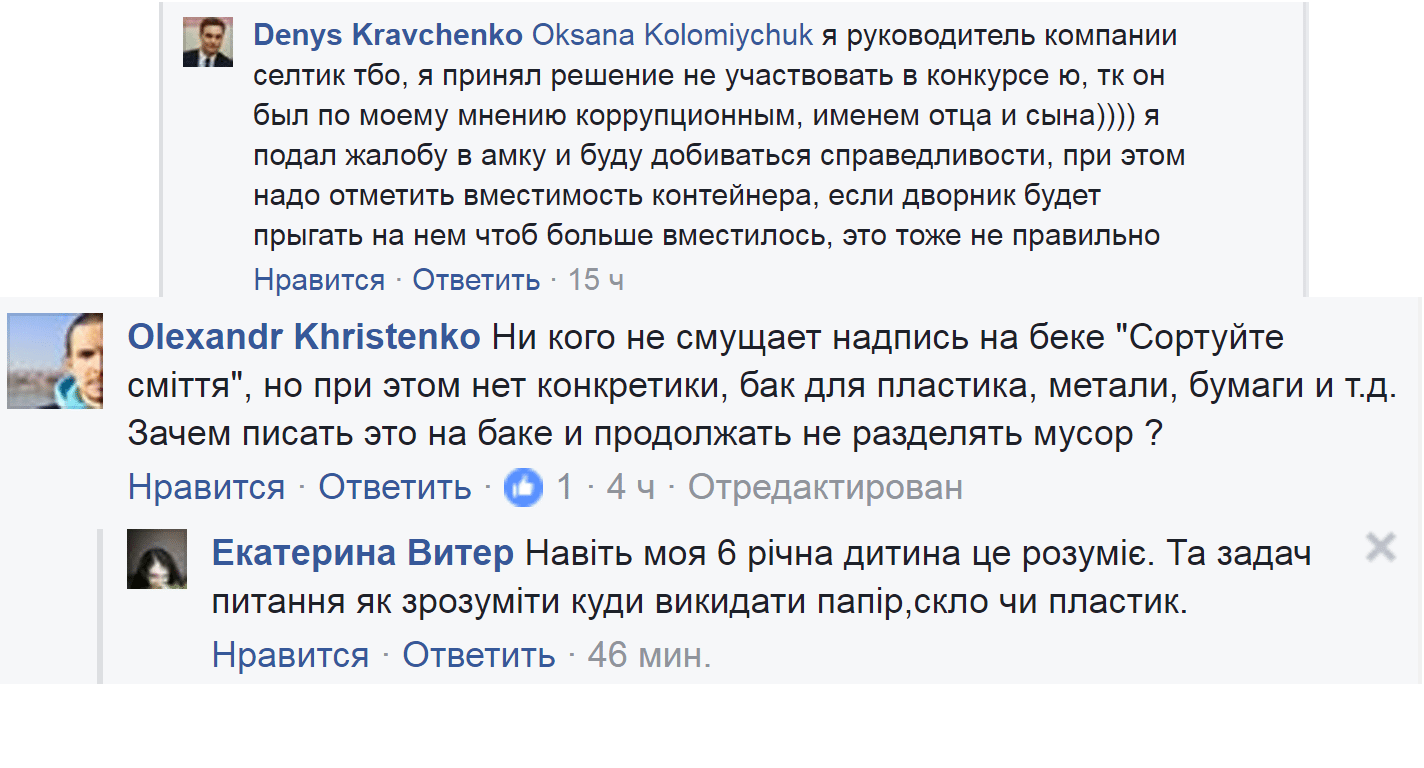 Denys Kravchenko Oksana Kolomiychuk я руководитель компании
селтик тбо, я принял решение не участвовать в конкурсе ю, тк он
был по моему мнению коррупционным, именем отца и сына)))) я
подал жалобу в амку и буду добиваться справедливости, при этом
надо отметить вместимость контейнера, если дворник будет
прыгать на нем чтоб больше вместилось, это тоже не правильно
Нравится · Ответить · 15 ч
Olexandr Khristenko Ни кого не смущает надпись на беке "Сортуйте
сміття", но при этом нет конкретики, бак для пластика, метали, бумаги и т.д.
Зачем писать это на баке и продолжать не разделять мусор ?
Нравится · Ответить · 1 · 4 ч · Отредактирован
Екатерина Витер Навіть моя 6 річна дитина це розуміє. Та задач
питання як зрозуміти куди викидати папір,скло чи пластик.
Нравится · Ответить · 46 мин.